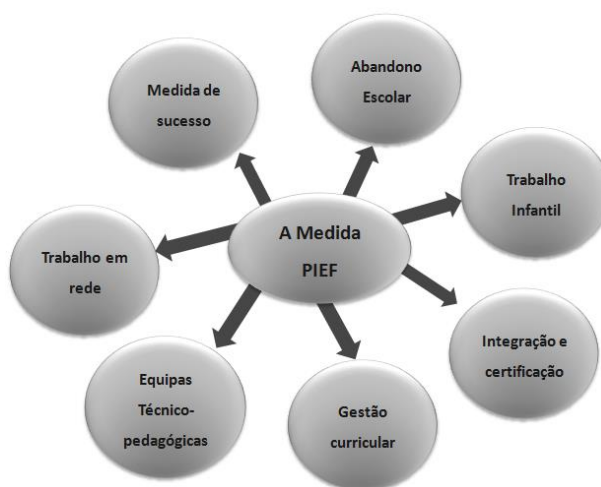 A Medida
PIEF
Abandono
Escolar
Trabalho
Infantil
Integração e
certificação
Gestão
curricular
Equipas
Técnico-
pedagógicas
Trabalho em
rede
Medida de
sucesso